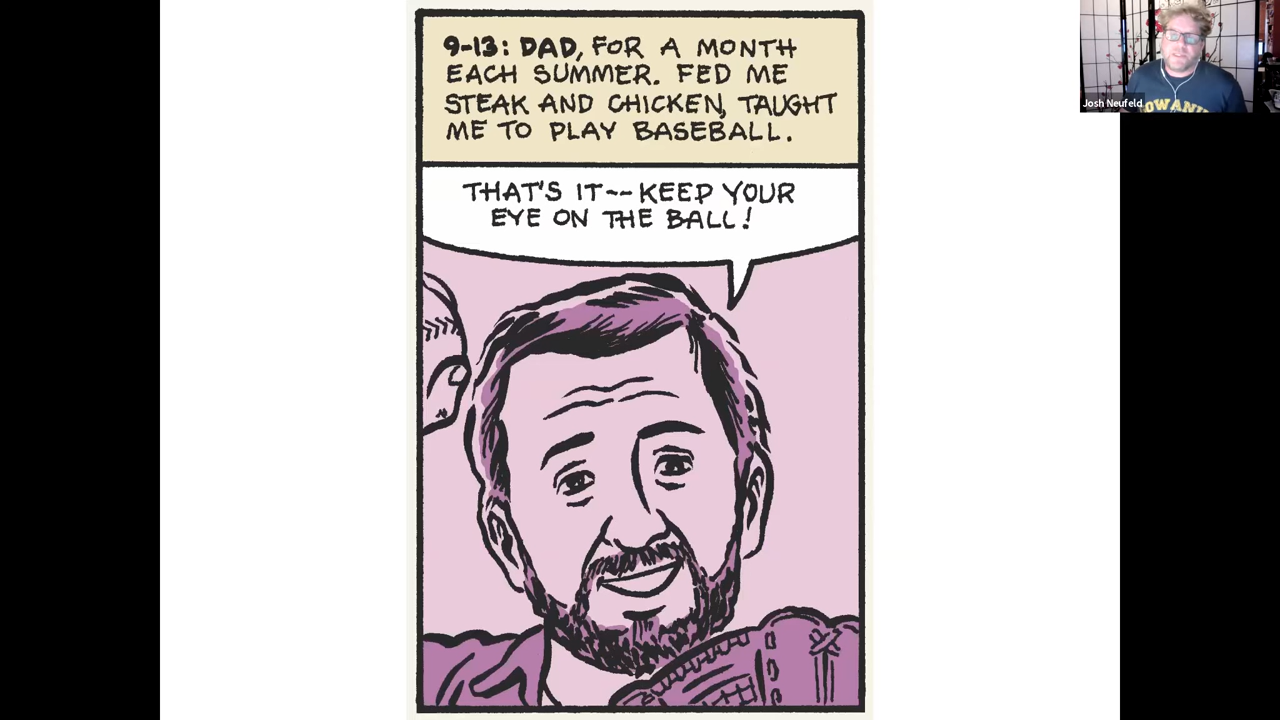 9-13: DAD, FOR A MONTH
EACH SUMMER. FED ME
STEAK AND CHICKEN, TAUGHT
ME TO PLAY BASEBALL.
THAT'S IT--KEEP YOUR
EYE ON THE BALL!
Josh Neufeld